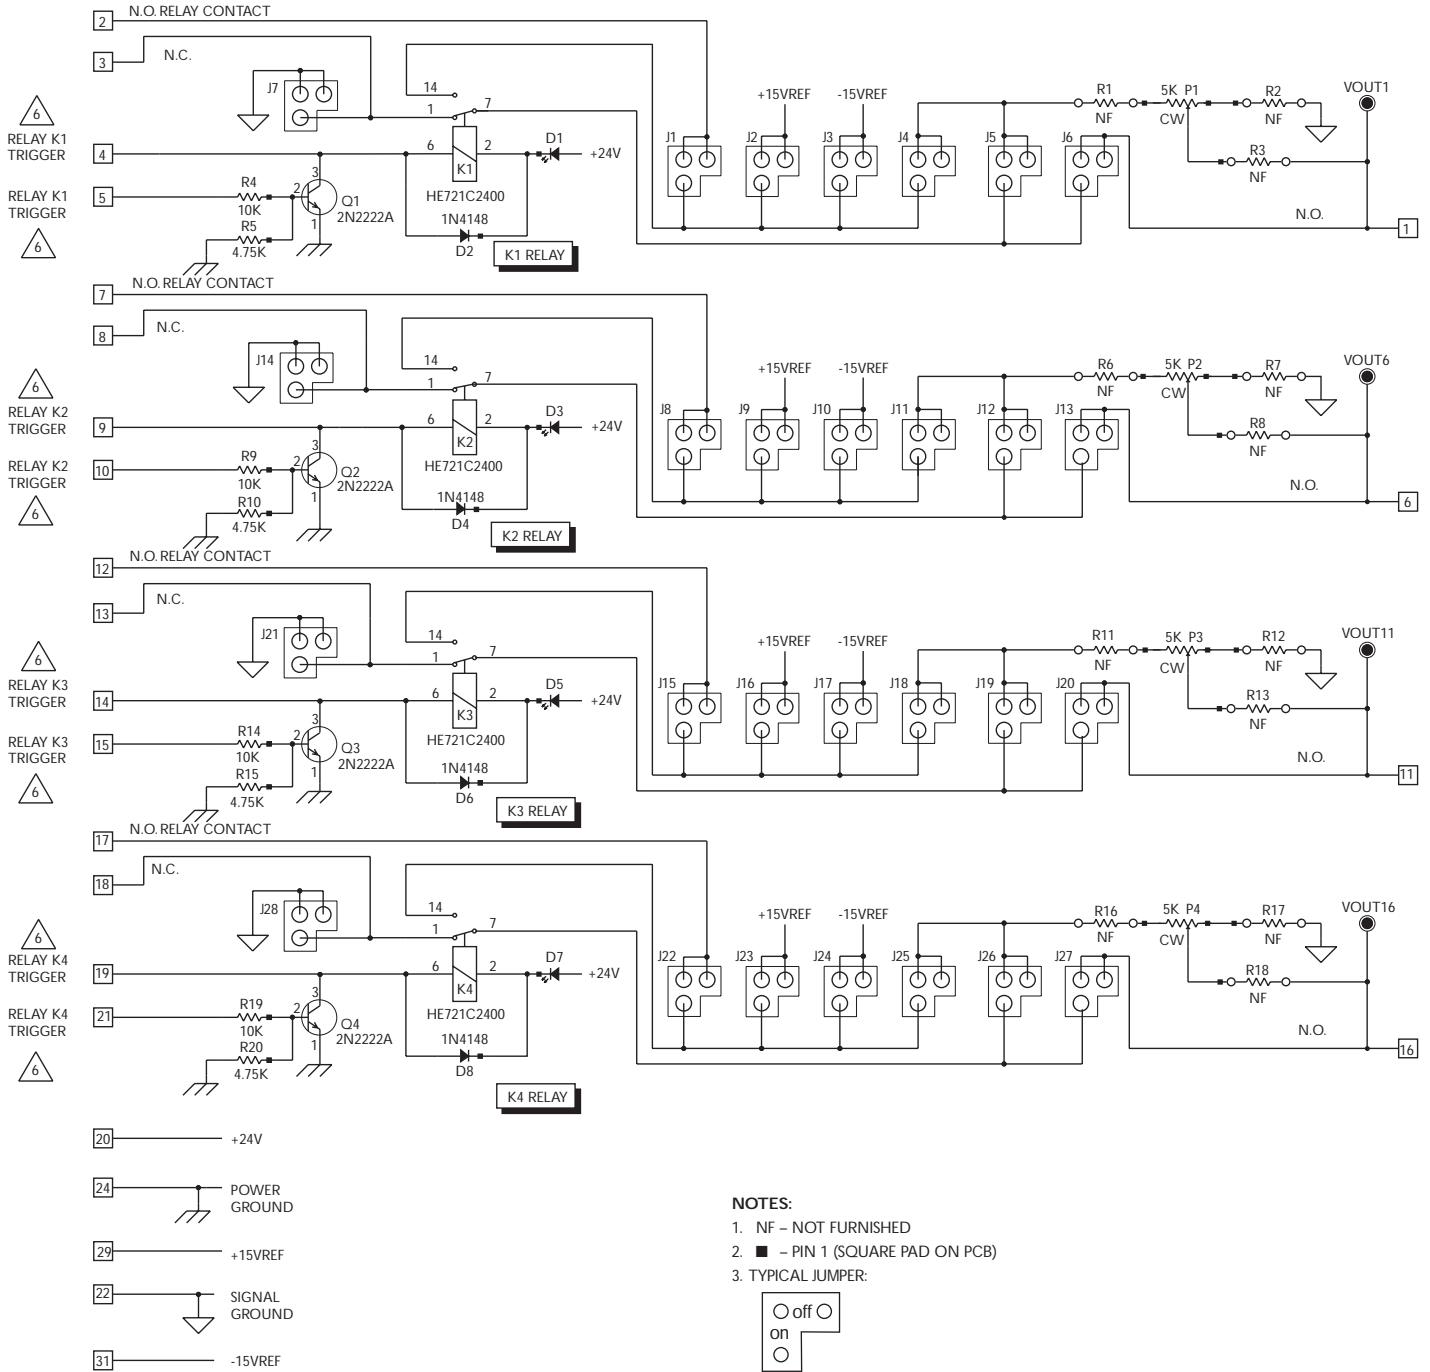 2 N.O. RELAY CONTACT
3 N.C.
J7
14
1 7
6
RELAY K1
TRIGGER
4 6 2 D1 +24V
K1
HE721C2400
RELAY K1
TRIGGER
6
5 R4
10K
R5
4.75K
3
2
1
Q1
2N2222A
1N4148
D2
K1 RELAY
+15VREF -15VREF
J1 J2 J3 J4 J5 J6
R1 5K P1 R2 VOUT1
NF CW NF
R3
NF
N.O. 1
7 N.O. RELAY CONTACT
8 N.C.
J14
14
1 7
6
RELAY K2
TRIGGER
9 6 2 D3 +24V
K2
HE721C2400
RELAY K2
TRIGGER
6
10 R9
10K
R10
4.75K
3
2
1
Q2
2N2222A
1N4148
D4
K2 RELAY
+15VREF -15VREF
J8 J9 J10 J11 J12 J13
R6 5K P2 R7 VOUT6
NF CW NF
R8
NF
N.O. 6
12 N.O. RELAY CONTACT
13 N.C.
J21
14
1 7
6
RELAY K3
TRIGGER
14 6 2 D5 +24V
K3
HE721C2400
RELAY K3
TRIGGER
6
15 R14
10K
R15
4.75K
3
2
1
Q3
2N2222A
1N4148
D6
K3 RELAY
+15VREF -15VREF
J15 J16 J17 J18 J19 J20
R11 5K P3 R12 VOUT11
NF CW NF
R13
NF
N.O. 11
17 N.O. RELAY CONTACT
18 N.C.
J28
14
1 7
6
RELAY K4
TRIGGER
19 6 2 D7 +24V
K4
HE721C2400
RELAY K4
TRIGGER
6
21 R19
10K
R20
4.75K
3
2
1
Q4
2N2222A
1N4148
D8
K4 RELAY
+15VREF -15VREF
J22 J23 J24 J25 J26 J27
R16 5K P4 R17 VOUT16
NF CW NF
R18
NF
N.O. 16
20 +24V
24 POWER
GROUND
29 +15VREF
22 SIGNAL
GROUND
31 -15VREF
NOTES:
1. NF – NOT FURNISHED
2. ■ – PIN 1 (SQUARE PAD ON PCB)
3. TYPICAL JUMPER:
off
on